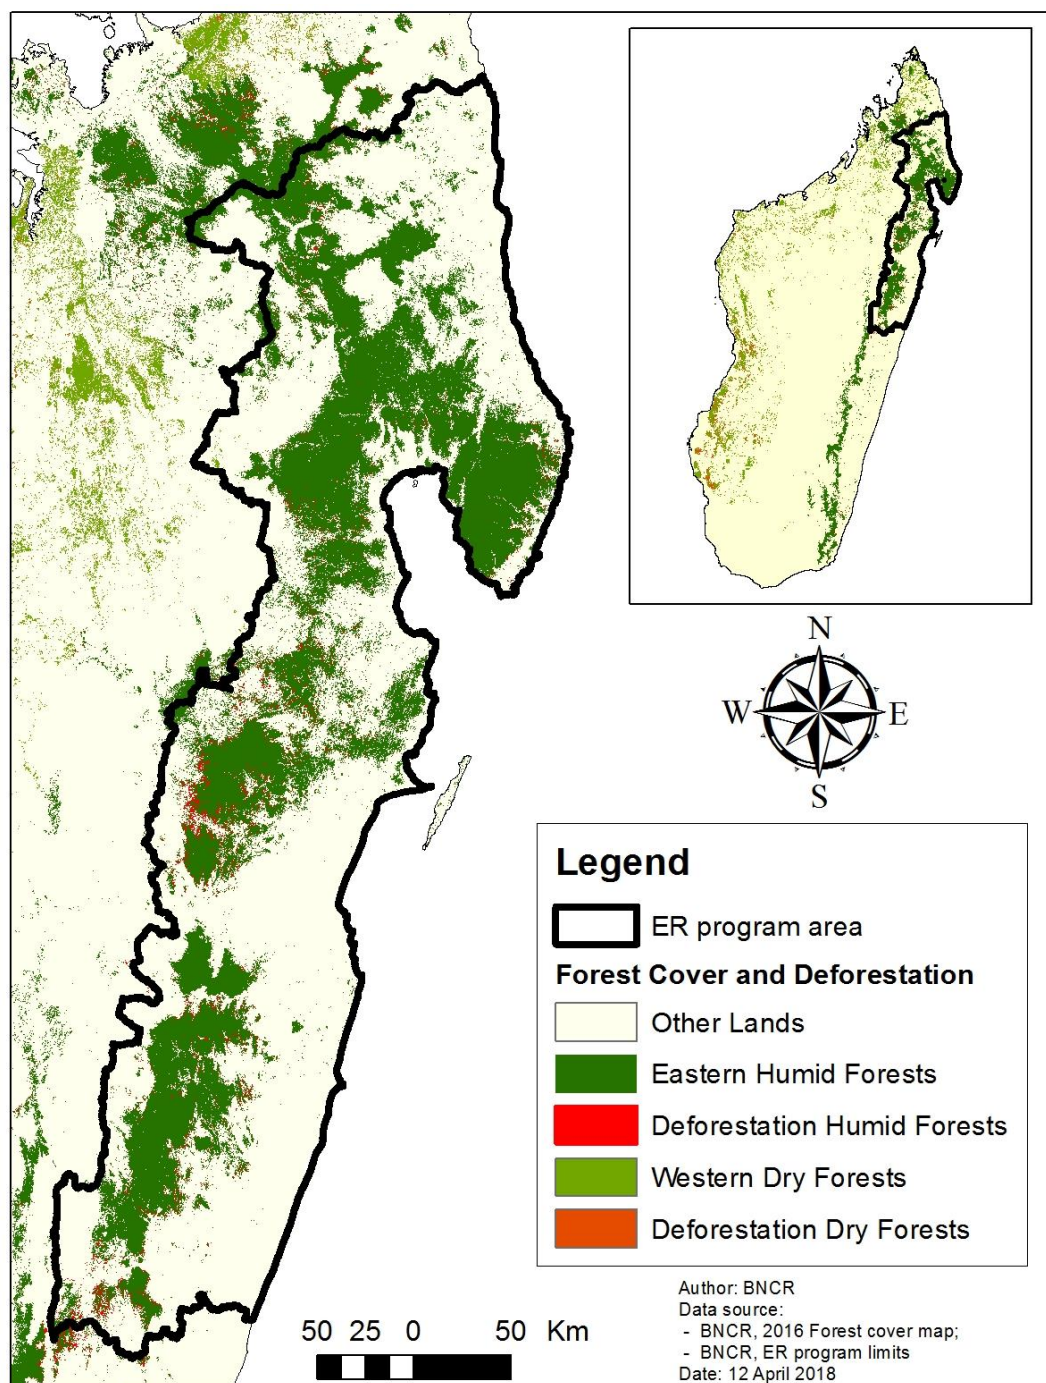 N
W
E
S
Legend
ER program area
Forest Cover and Deforestation
Other Lands
Eastern Humid Forests
Deforestation Humid Forests
Western Dry Forests
Deforestation Dry Forests
50 25 0 50 Km
Author: BNCR
Data source:
- BNCR, 2016 Forest cover map;
- BNCR, ER program limits
Date: 12 April 2018